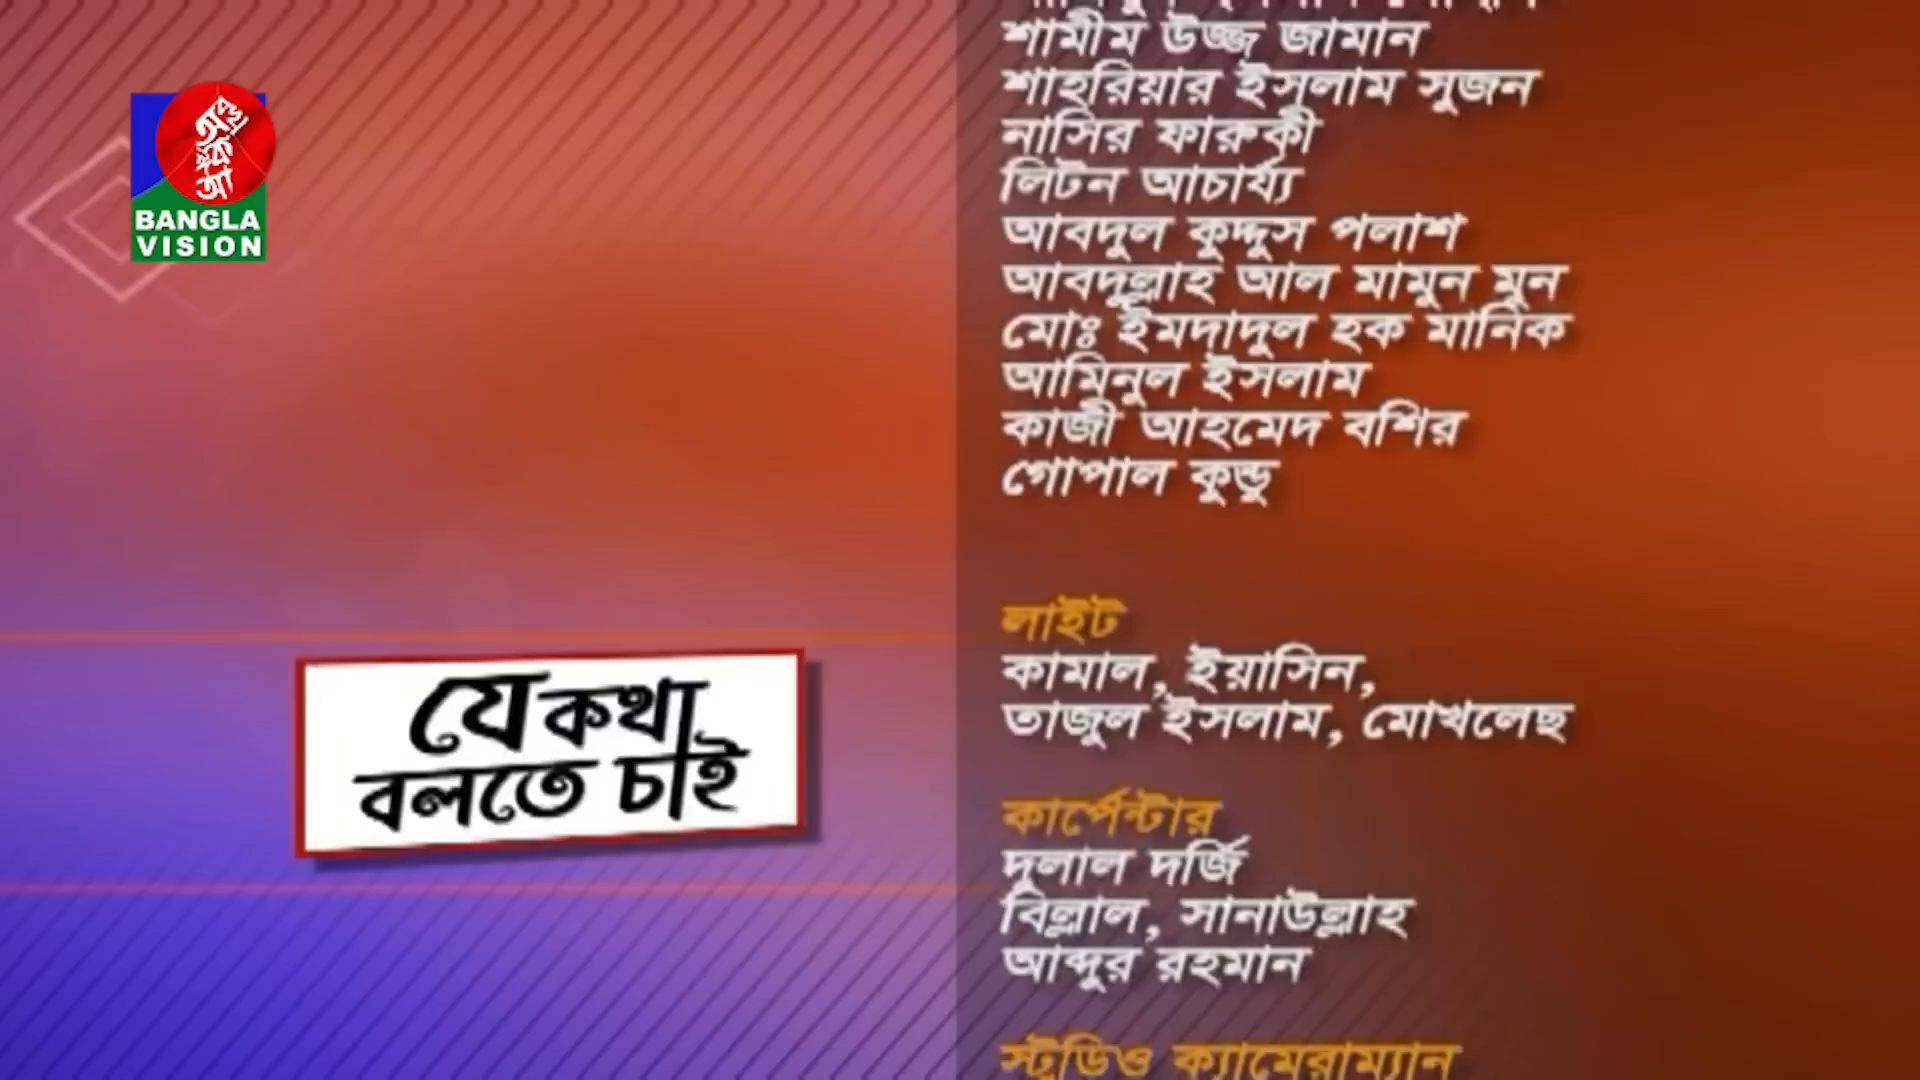 BANGLA
VISION
যে কথা
বলতে চাই
শামীম উজ্জ জামান
শাহরিয়ার ইসলাম সুজন
নাসির ফারুকী
লিটন আচার্য্য
আবদুল কুদ্দুস পলাশ
আবদুল্লাহ আল মামুন মুন
মোঃ ইমদাদুল হক মানিক
আমিনুল ইসলাম
কাজী আহমেদ বশির
গোপাল কুন্ডু
লাইট
কামাল, ইয়াসিন,
তাজুল ইসলাম, মোখলেছ
কার্পেন্টার
দুলাল দর্জি
বিল্লাল, সানাউল্লাহ
আব্দুর রহমান
স্টুডিও ক্যামেরাম্যান